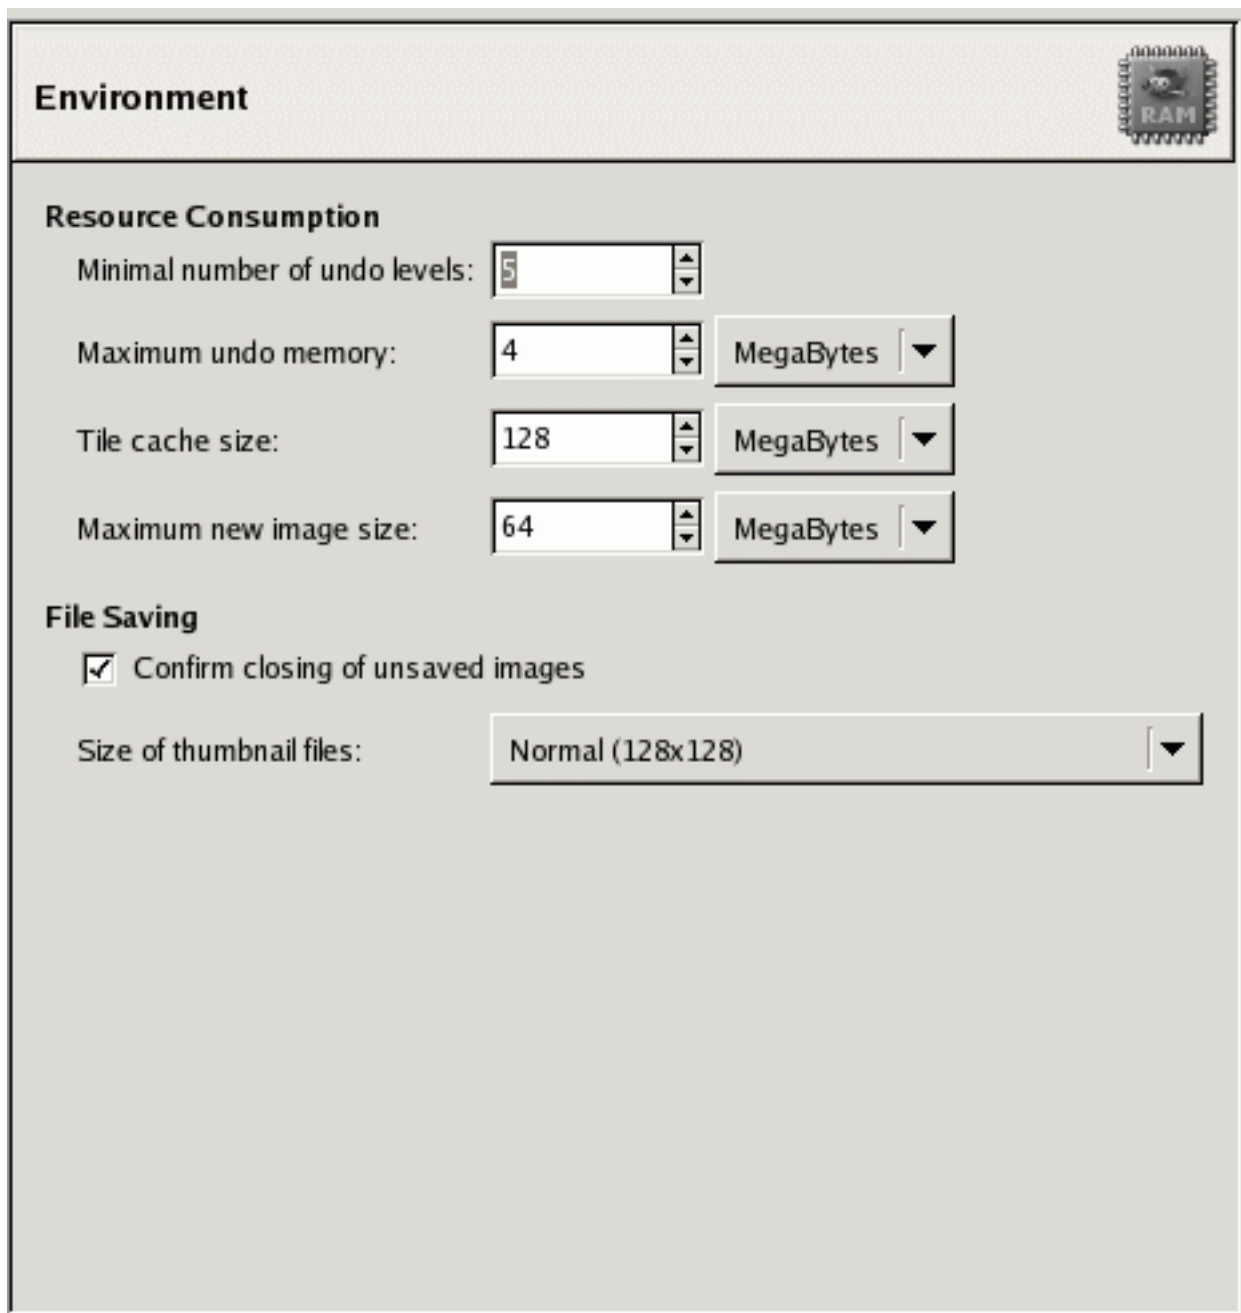 Environment
RAM
Resource Consumption
Minimal number of undo levels: 5
Maximum undo memory: 4 MegaBytes
Tile cache size: 128 MegaBytes
Maximum new image size: 64 MegaBytes
File Saving
Confirm closing of unsaved images
Size of thumbnail files: Normal (128x128)